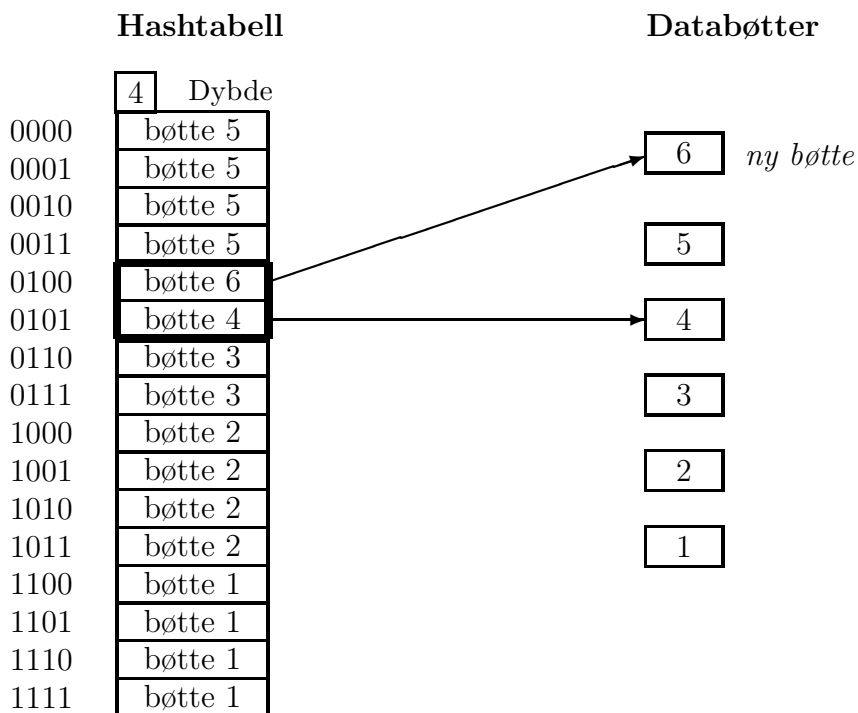 Hashtabell Databøtter
4 Dybde
0000 bøtte 5
6 ny bøtte
0001 bøtte 5
0010 bøtte 5
0011 bøtte 5 5
0100 bøtte 6
0101 bøtte 4 4
0110 bøtte 3
0111 bøtte 3 3
1000 bøtte 2
1001 bøtte 2 2
1010 bøtte 2
1011 bøtte 2 1
1100 bøtte 1
1101 bøtte 1
1110 bøtte 1
1111 bøtte 1